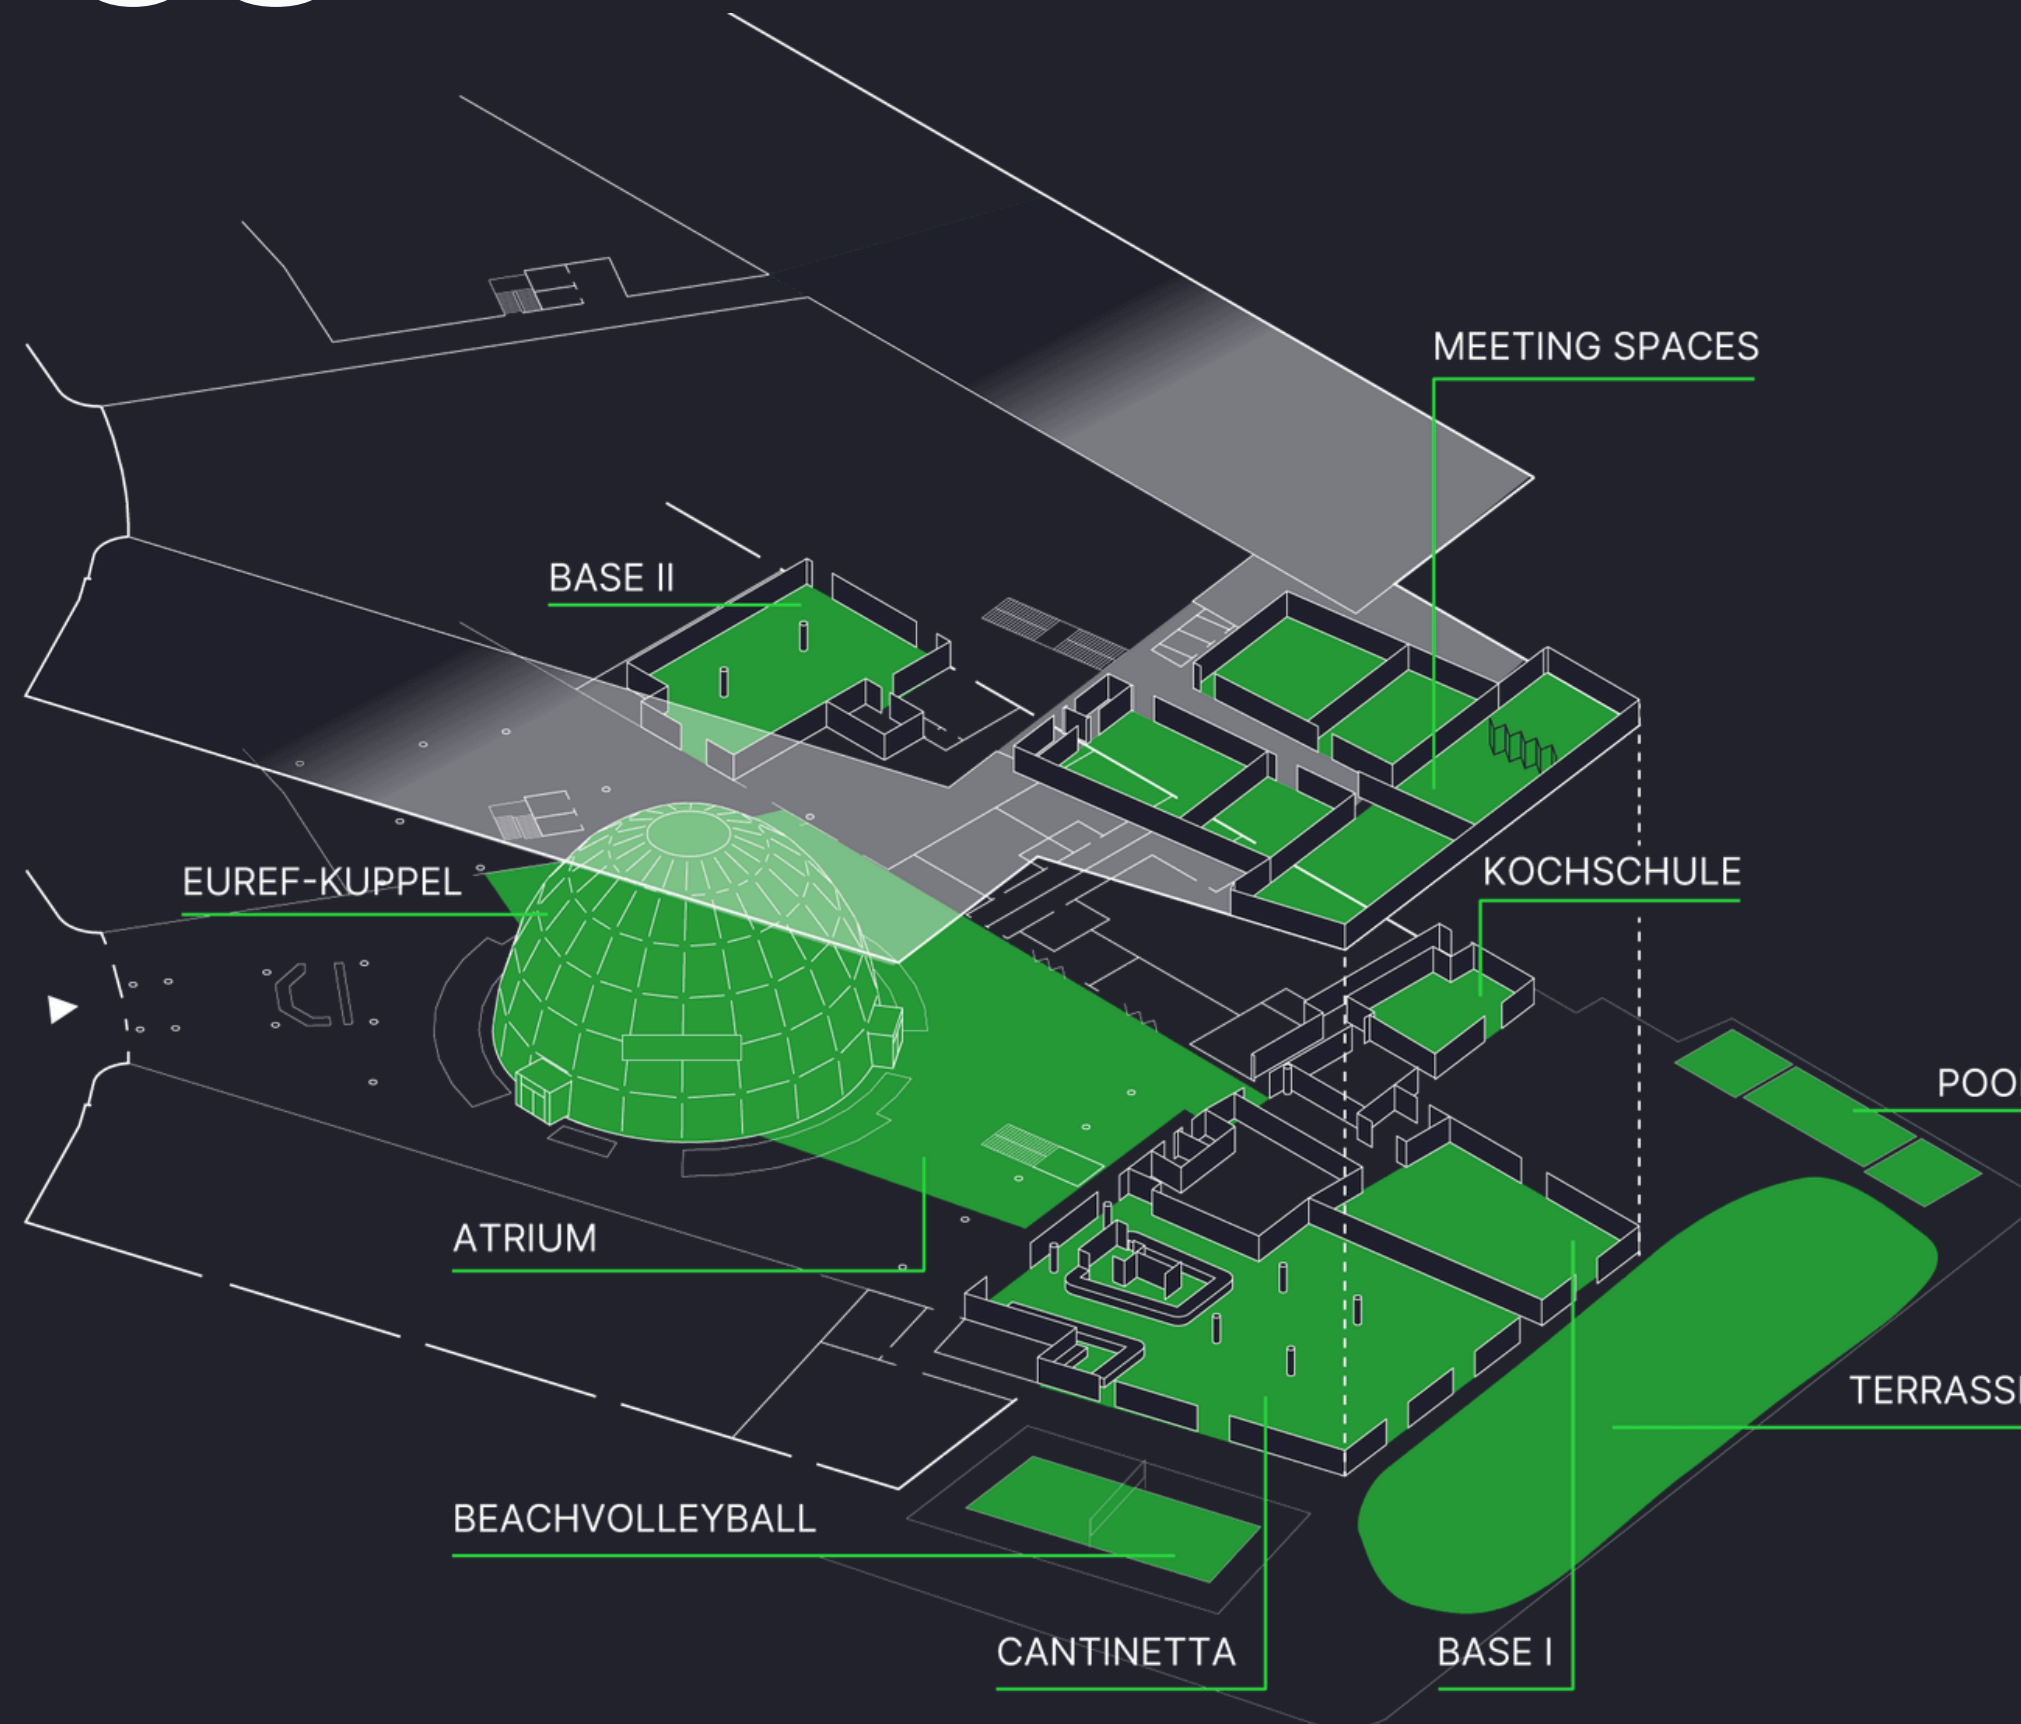 MEETING SPACES
BASE II
KOCHSCHULE
EUREF-KUPPEL
ATRIUM
BEACHVOLLEYBALL
CANTINETTA
BASE I